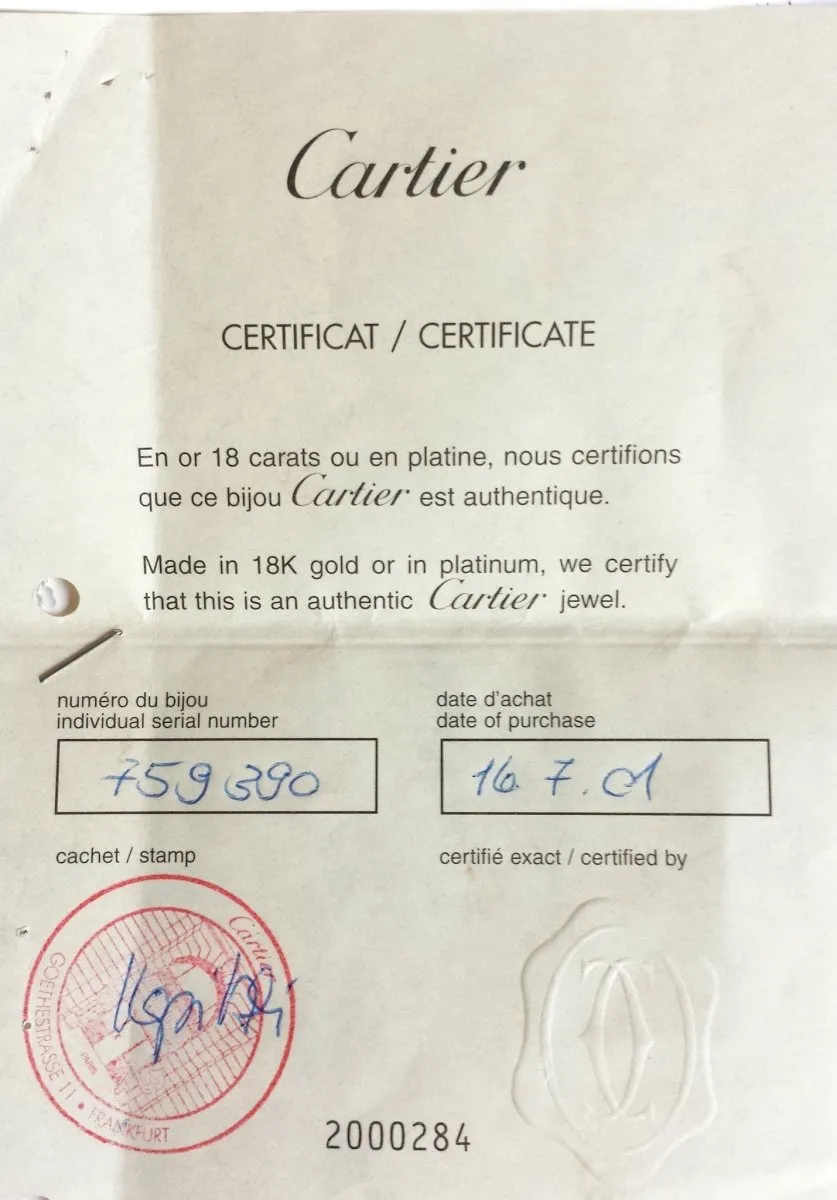 Cartier
CERTIFICAT / CERTIFICATE
En or 18 carats ou en platine, nous certifions
que ce bijou Cartier est authentique.
Made in 18K gold or in platinum, we certify
that this is an authentic Cartier jewel.
numéro du bijou
individual serial number
759390
date d'achat
date of purchase
16. 7. 01
cachet / stamp
certifié exact / certified by
Cartier
GOETHESTRASSE 11 • FRANKFURT
PARIS
2000284